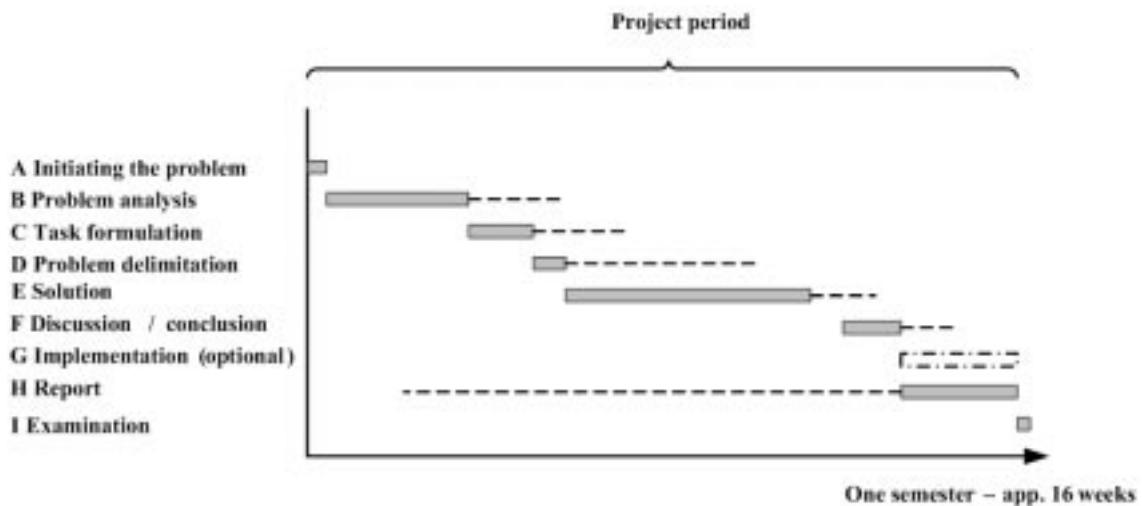 Project period
A Initiating the problem
B Problem analysis
C Task formulation
D Problem delimitation
E Solution
F Discussion / conclusion
G Implementation (optional)
H Report
I Examination
One semester – app. 16 weeks